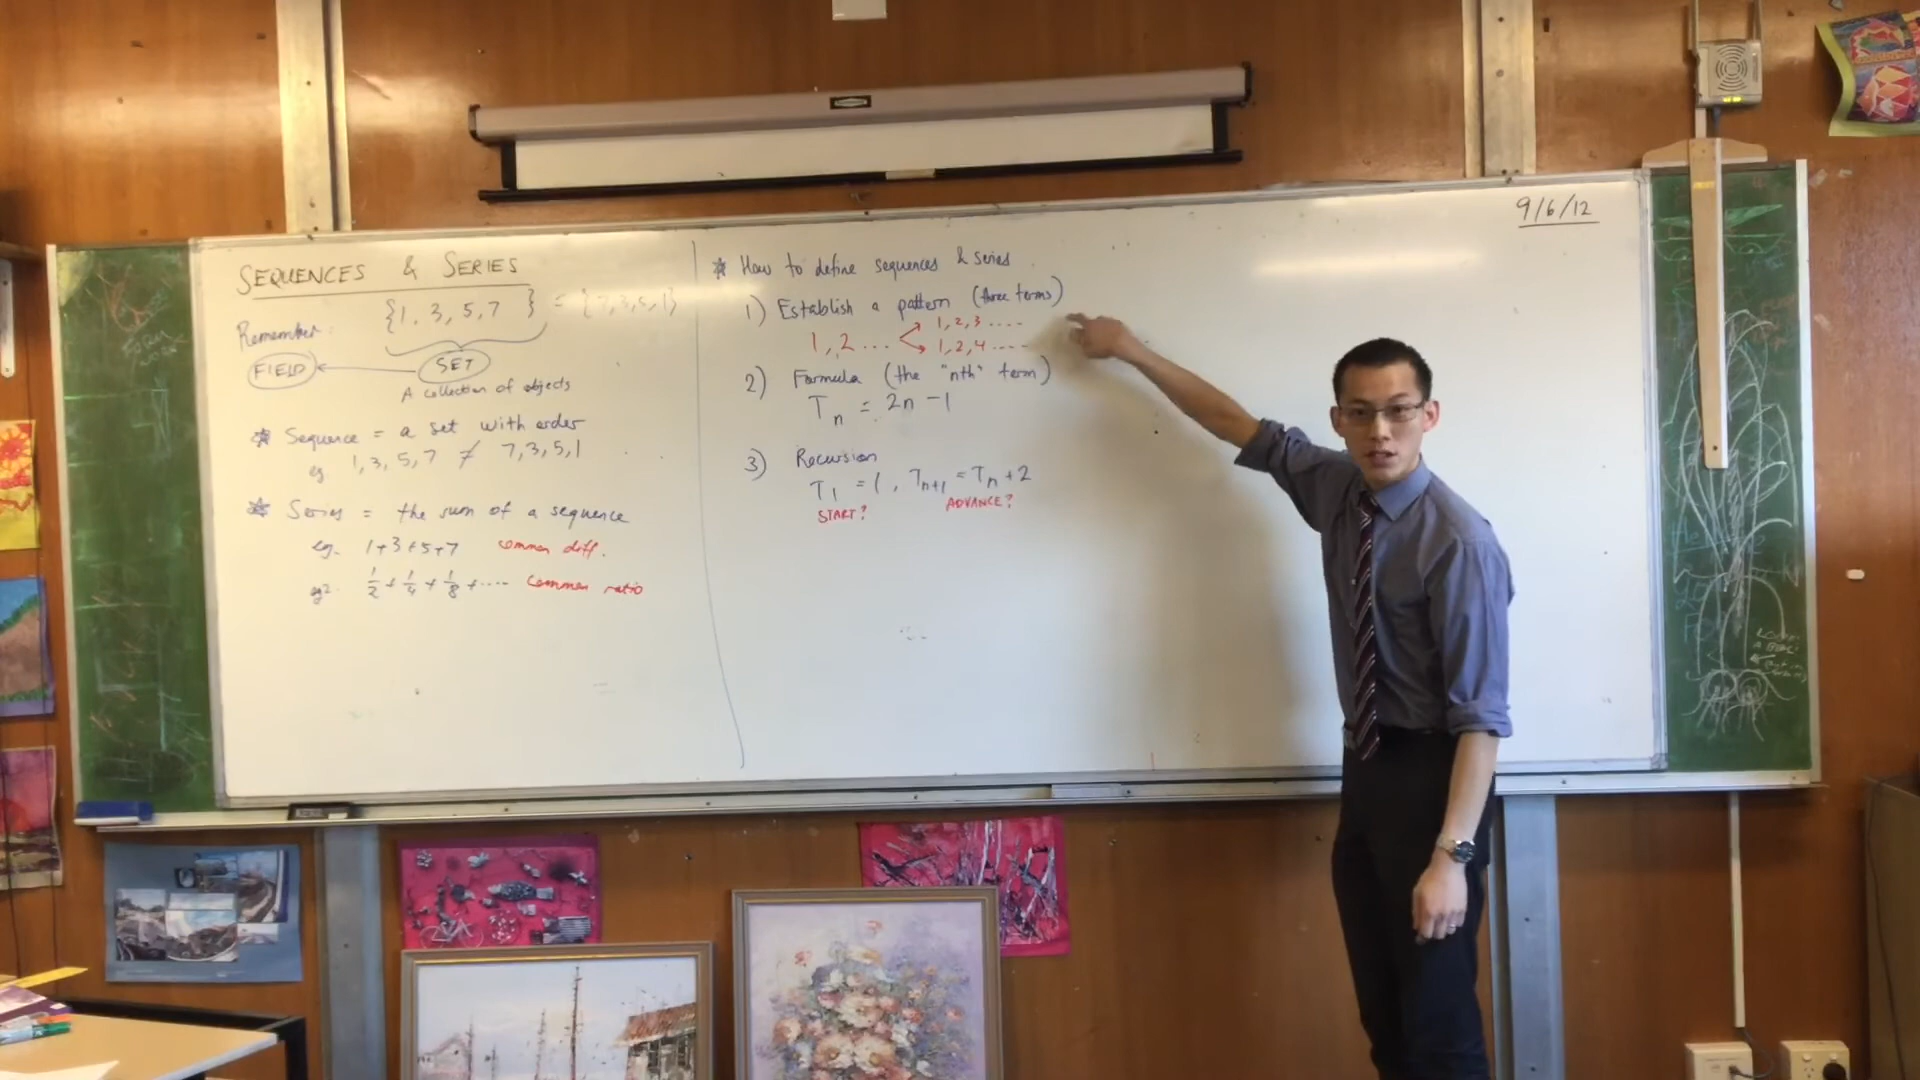 SEQUENCES & SERIES
{1, 3, 5, 7 } = {7,3,5,1}
Remember:
FIELD SET
A collection of objects
Sequence = a set with order
eg. 1, 3, 5, 7 ≠ 7, 3, 5, 1
Series = the sum of a sequence
eg. 1+3+5+7 common diff.
eg2. 1/2 + 1/4 + 1/8 + .... common ratio
How to define sequences & series
1) Establish a pattern (three terms)
1, 2 ... 1, 2, 3 ....
1, 2, 4 ....
2) Formula (the "nth" term)
Tn = 2n - 1
3) Recursion
T1 = 1, Tn+1 = Tn + 2
START? ADVANCE?
9/6/12